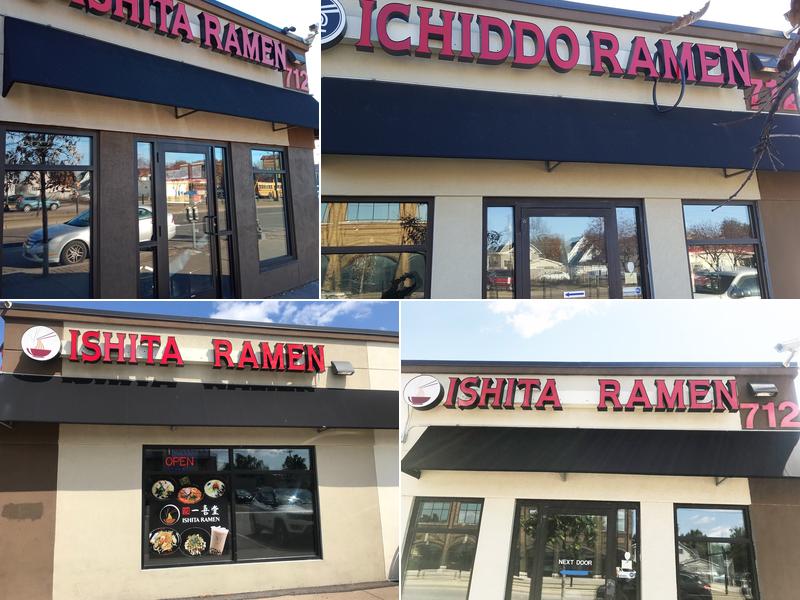 ISHITA RAMEN
712
ICHIDDO RAMEN
712
ISHITA RAMEN
OPEN
一喜堂
ISHITA RAMEN
ISHITA RAMEN
712
NEXT DOOR